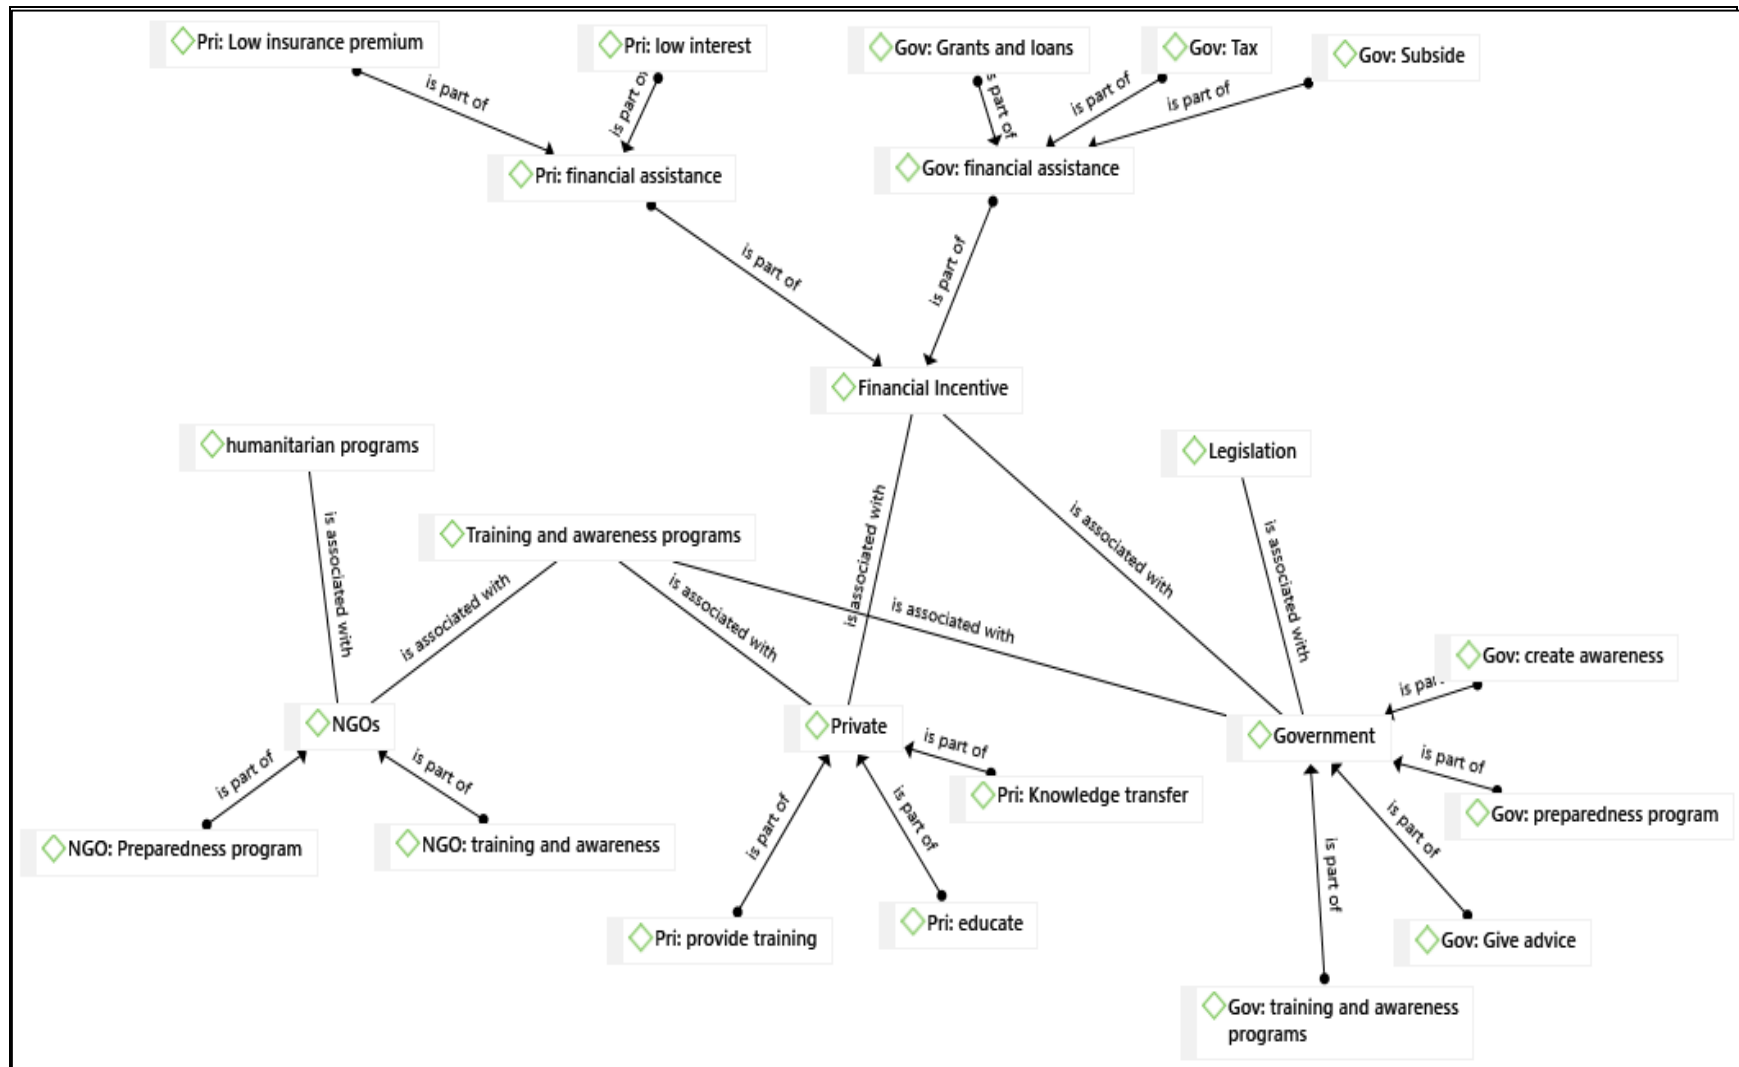 Pri: Low insurance premium
Pri: low interest
Gov: Grants and loans
Gov: Tax
Gov: Subside
is part of
is part of
is part of
is part of
is part of
Pri: financial assistance
Gov: financial assistance
is part of
is part of
Financial Incentive
humanitarian programs
Legislation
Training and awareness programs
is associated with
is associated with
is associated with
is associated with
is associated with
is associated with
is associated with
Gov: create awareness
is par
NGOs
Private
Government
is part of
is part of
is part of
is part of
Pri: Knowledge transfer
Gov: preparedness program
NGO: Preparedness program
NGO: training and awareness
is part of
is part of
is part of
is part of
Pri: provide training
Pri: educate
Gov: Give advice
Gov: training and awareness
programs